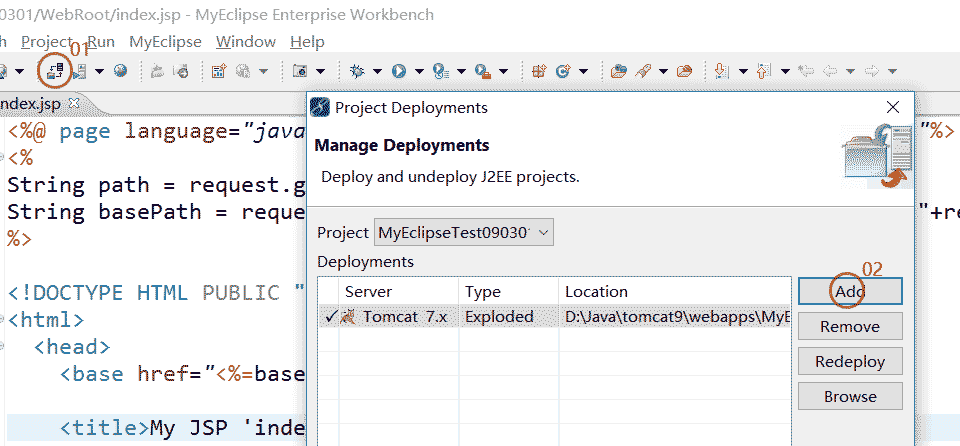 0301/WebRoot/index.jsp - MyEclipse Enterprise Workbench
h Project Run MyEclipse Window Help
01
ndex.jsp
Project Deployments
<%@ page language="java "%>
Manage Deployments
<%
Deploy and undeploy J2EE projects.
String path = request.g
String basePath = reque "+re
%>
Project MyEclipseTest09030
Deployments
02
<!DOCTYPE HTML PUBLIC "
Server Type Location Add
<html>
Tomcat 7.x Exploded D:\Java\tomcat9\webapps\MyE
Remove
<head>
Redeploy
<base href="<%=base
Browse
<title>My JSP 'inde